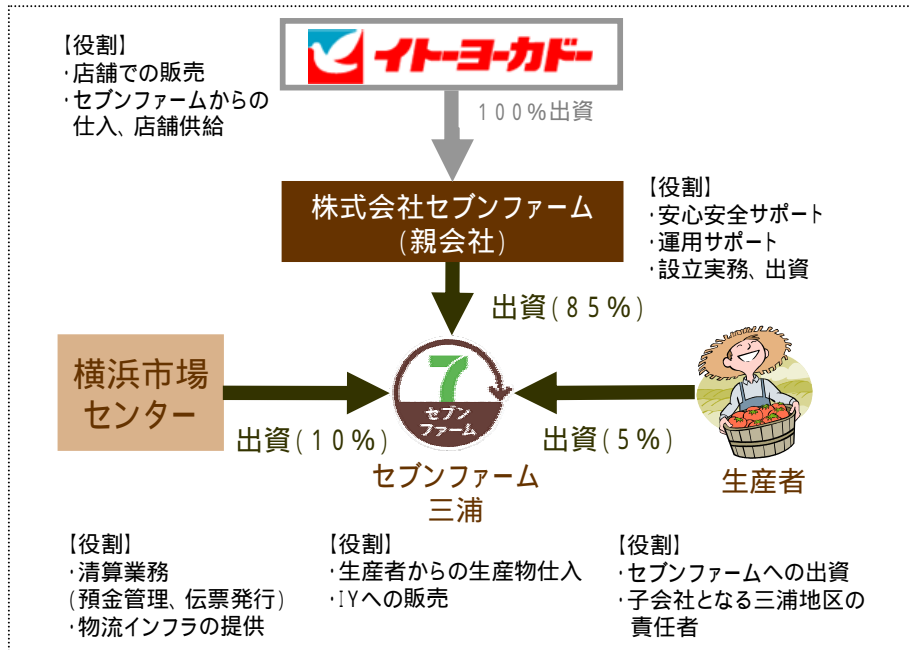 【役割】
・店舗での販売
・セブンファームからの
仕入、店舗供給
イトーヨーカドー
100%出資
株式会社セブンファーム
(親会社)
【役割】
・安心安全サポート
・運用サポート
・設立実務、出資
出資(85%)
横浜市場
センター
出資(10%)
7
セブン
ファーム
出資(5%)
セブンファーム
三浦
生産者
【役割】
・清算業務
(預金管理、伝票発行)
・物流インフラの提供
【役割】
・生産者からの生産物仕入
・IYへの販売
【役割】
・セブンファームへの出資
・子会社となる三浦地区の
責任者